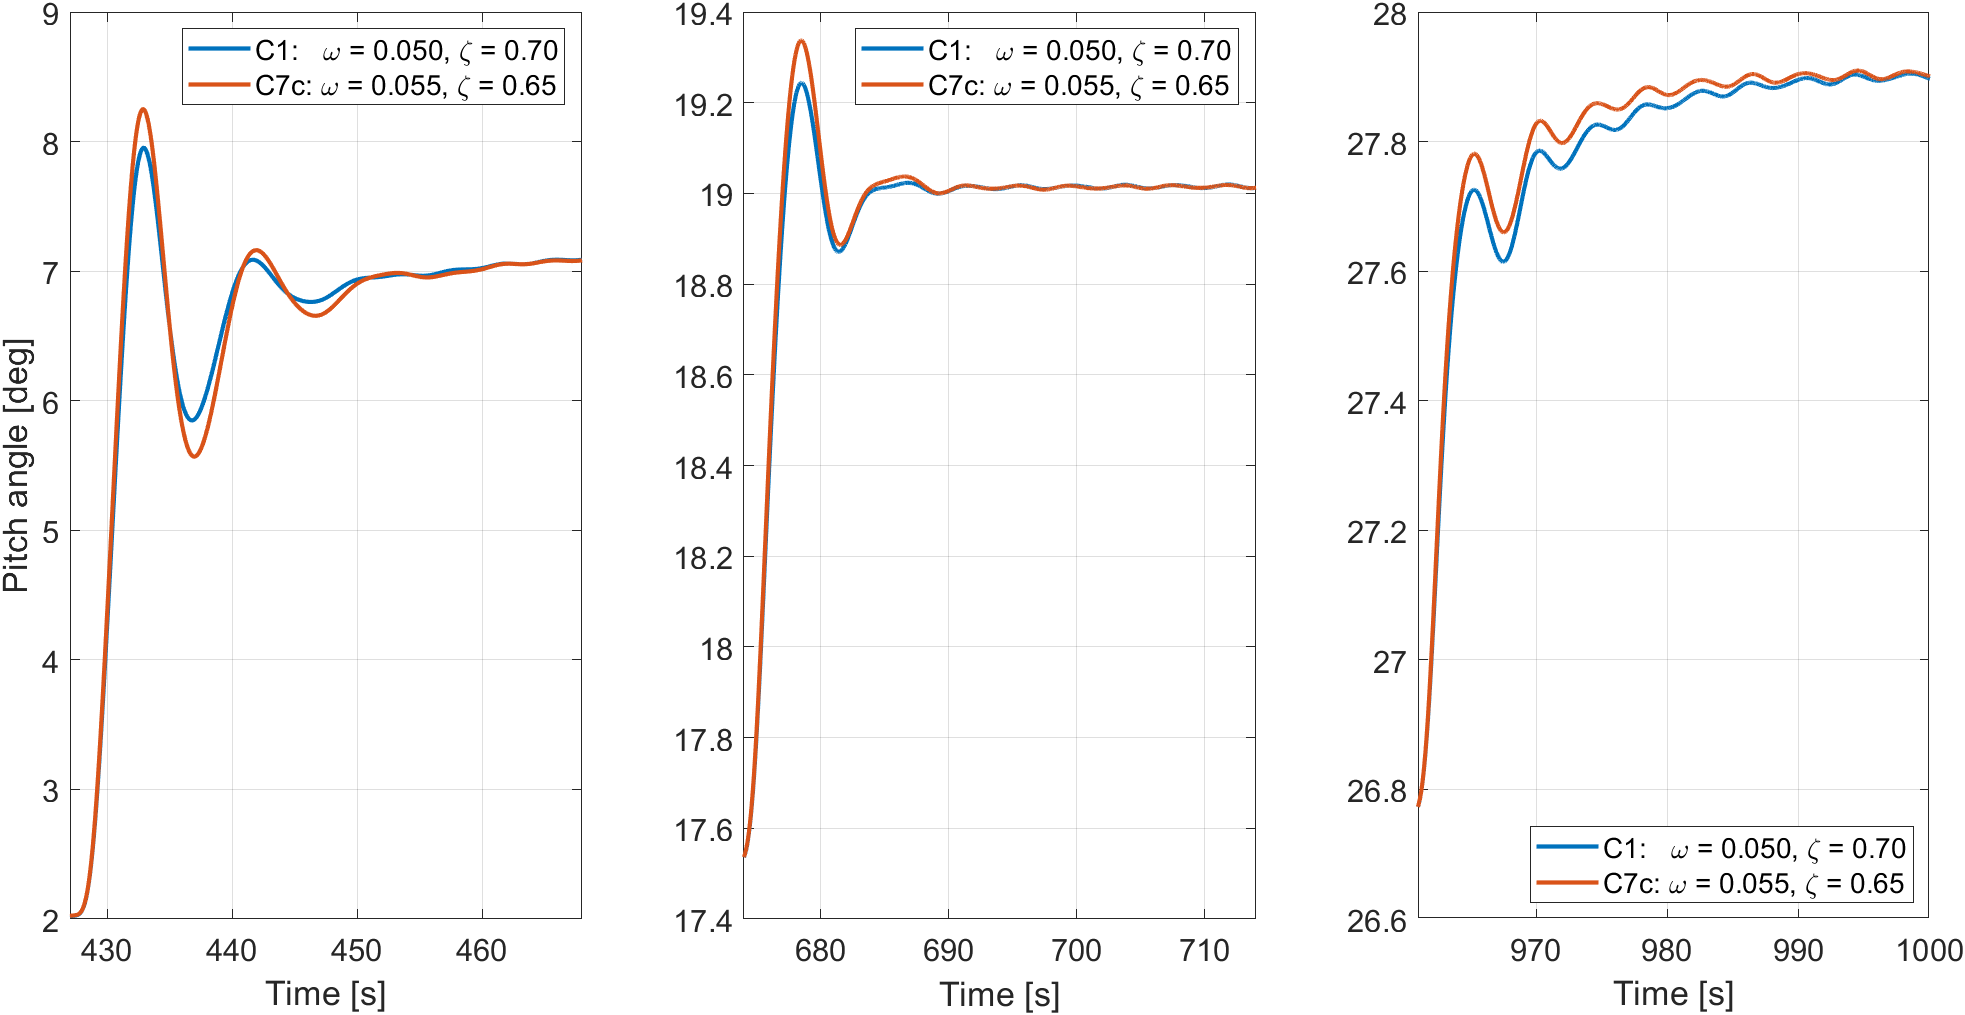 9
8
7
6
5
4
3
2
Pitch angle [deg]
430 440 450 460
Time [s]
C1: ω = 0.050, ζ = 0.70
C7c: ω = 0.055, ζ = 0.65
19.4
19.2
19
18.8
18.6
18.4
18.2
18
17.8
17.6
17.4
680 690 700 710
Time [s]
C1: ω = 0.050, ζ = 0.70
C7c: ω = 0.055, ζ = 0.65
28
27.8
27.6
27.4
27.2
27
26.8
26.6
970 980 990 1000
Time [s]
C1: ω = 0.050, ζ = 0.70
C7c: ω = 0.055, ζ = 0.65